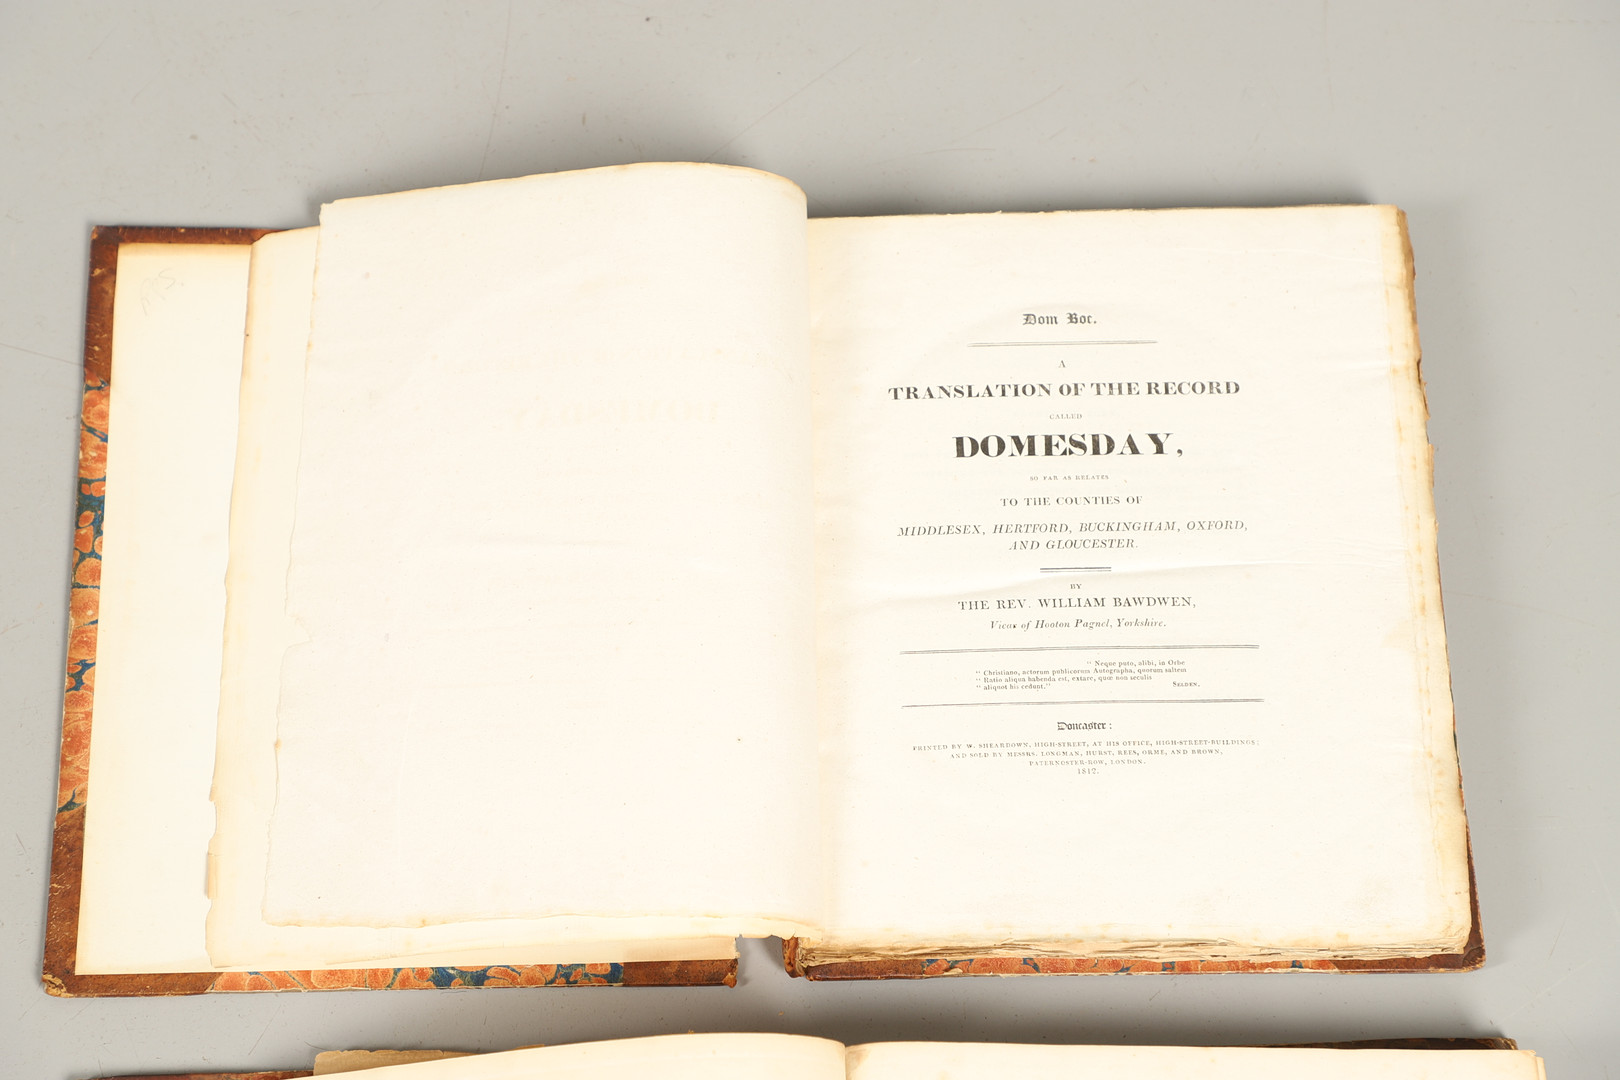 Dom Boc.
A
TRANSLATION OF THE RECORD
CALLED
DOMESDAY,
SO FAR AS RELATES
TO THE COUNTIES OF
MIDDLESEX, HERTFORD, BUCKINGHAM, OXFORD,
AND GLOUCESTER.
BY
THE REV. WILLIAM BAWDWEN,
Vicar of Hooton Pagnel, Yorkshire.
" Neque puto, alibi, in Orbe
" Christiano, actorum publicorum Autographa, quorum saltem
" Ratio aliqua habenda est, extare, quæ non seculis
" aliquot his cedunt." SELDEN.
Doncaster:
PRINTED BY W. SHEARDOWN, HIGH-STREET, AT HIS OFFICE, HIGH-STREET-BUILDINGS;
AND SOLD BY MESSRS. LONGMAN, HURST, REES, ORME, AND BROWN,
PATERNOSTER-ROW, LONDON.
1812.